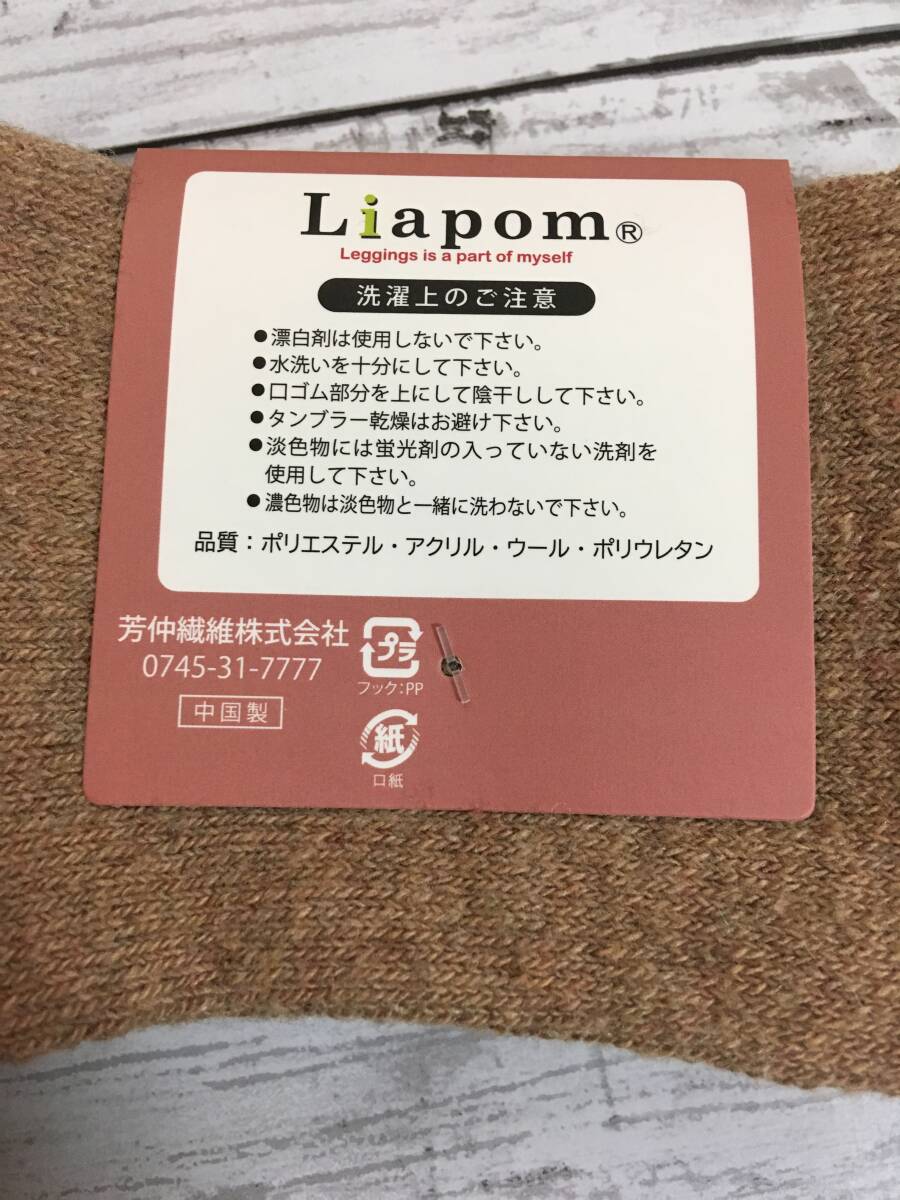 Liapom®
Leggings is a part of myself
洗濯上のご注意
●漂白剤は使用しないで下さい。
●水洗いを十分にして下さい。
●口ゴム部分を上にして陰干しして下さい。
●タンブラー乾燥はお避け下さい。
●淡色物には蛍光剤の入っていない洗剤を
使用して下さい。
●濃色物は淡色物と一緒に洗わないで下さい。
品質：ポリエステル・アクリル・ウール・ポリウレタン
芳仲繊維株式会社
0745-31-7777
中国製
プラ
フック：PP
紙
口紙